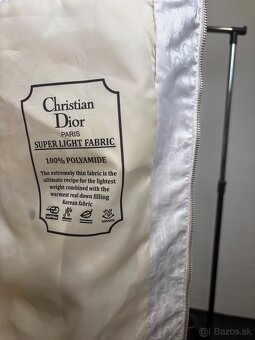 Christian
Dior
PARIS
SUPER LIGHT FABRIC
100% POLYAMIDE
The extremely thin fabric is the
ultimate recipe for the lightest
weight combined with the
warmest real down filling
Korean fabric
Bazos.sk